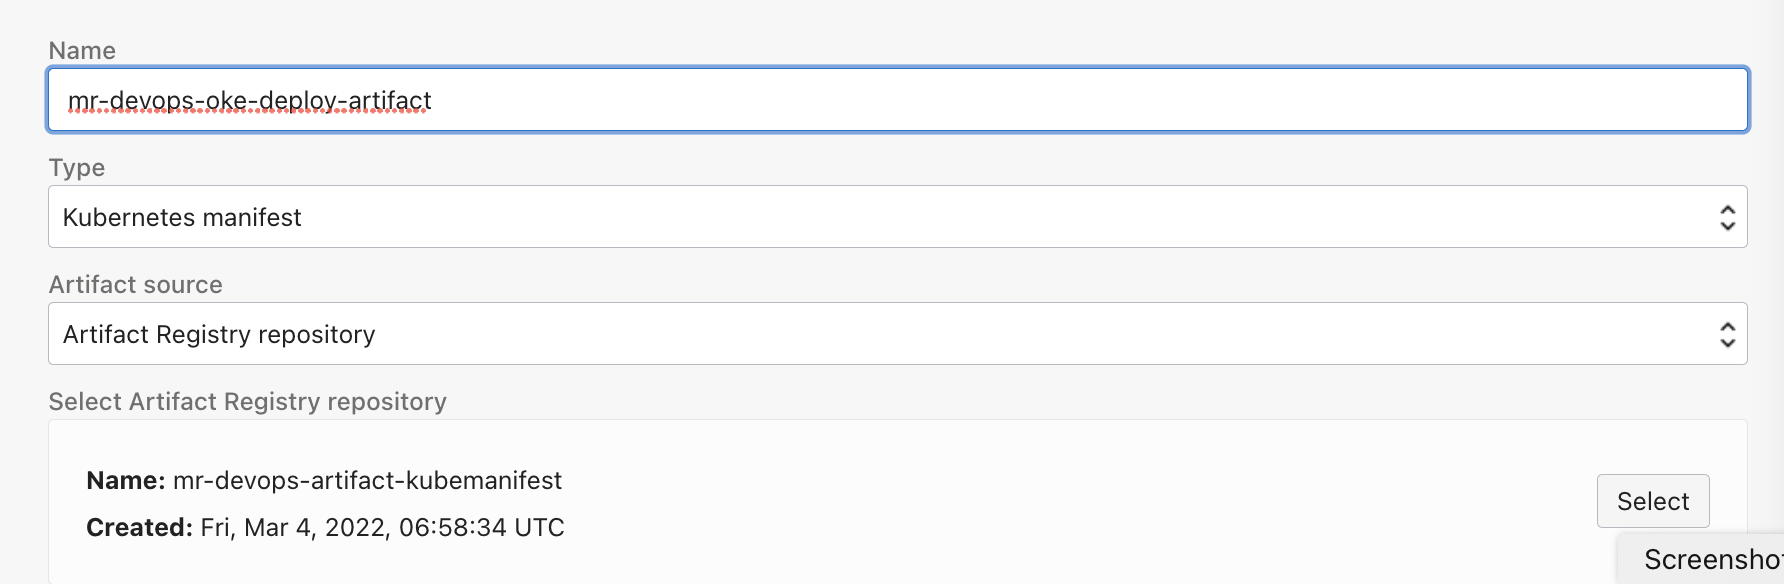 Name
mr-devops-oke-deploy-artifact
Type
Kubernetes manifest
Artifact source
Artifact Registry repository
Select Artifact Registry repository
Name: mr-devops-artifact-kubemanifest
Created: Fri, Mar 4, 2022, 06:58:34 UTC
Select